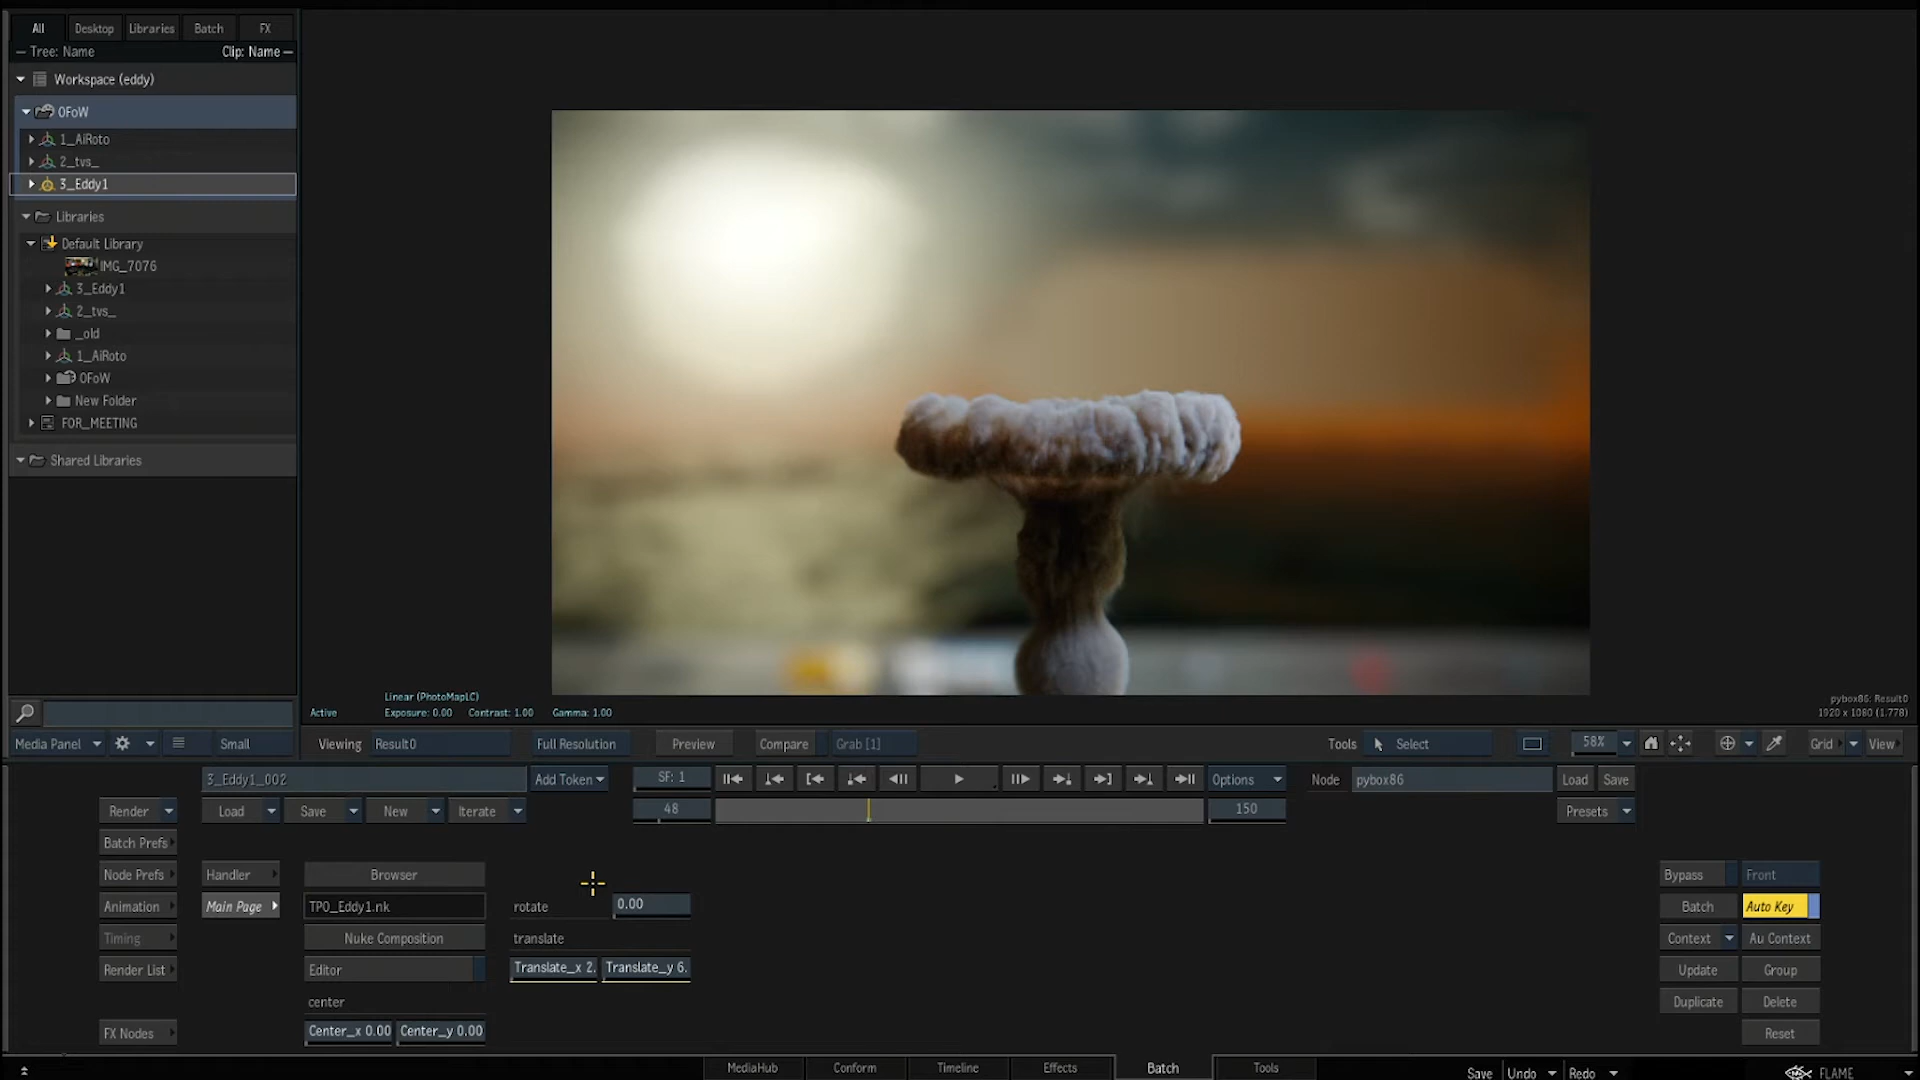 All Desktop Libraries Batch FX
Tree: Name Clip: Name
Workspace (eddy)
OFoW
1_AiRoto
2_tvs_
3_Eddy1
Libraries
Default Library
IMG_7076
3_Eddy1
2_tvs_
_old
1_AiRoto
OFoW
New Folder
FOR_MEETING
Shared Libraries
Linear (PhotoMapLC)
Active Exposure: 0.00 Contrast: 1.00 Gamma: 1.00
pybox86: Result0
1920 x 1080 (1.778)
Media Panel Small Viewing Result0 Full Resolution Preview Compare Grab [1] Tools Select 58% Grid View
3_Eddy1_002 Add Token SF: 1 Options Node pybox86 Load Save
Render Load Save New Iterate 48 150 Presets
Batch Prefs
Node Prefs Handler Browser Bypass Front
Animation Main Page TPO_Eddy1.nk rotate 0.00 Batch Auto Key
Timing Nuke Composition translate Context Au Context
Render List Editor Translate_x 2. Translate_y 6. Update Group
center Duplicate Delete
FX Nodes Center_x 0.00 Center_y 0.00 Reset
MediaHub Conform Timeline Effects Batch Tools Save Undo Redo FLAME